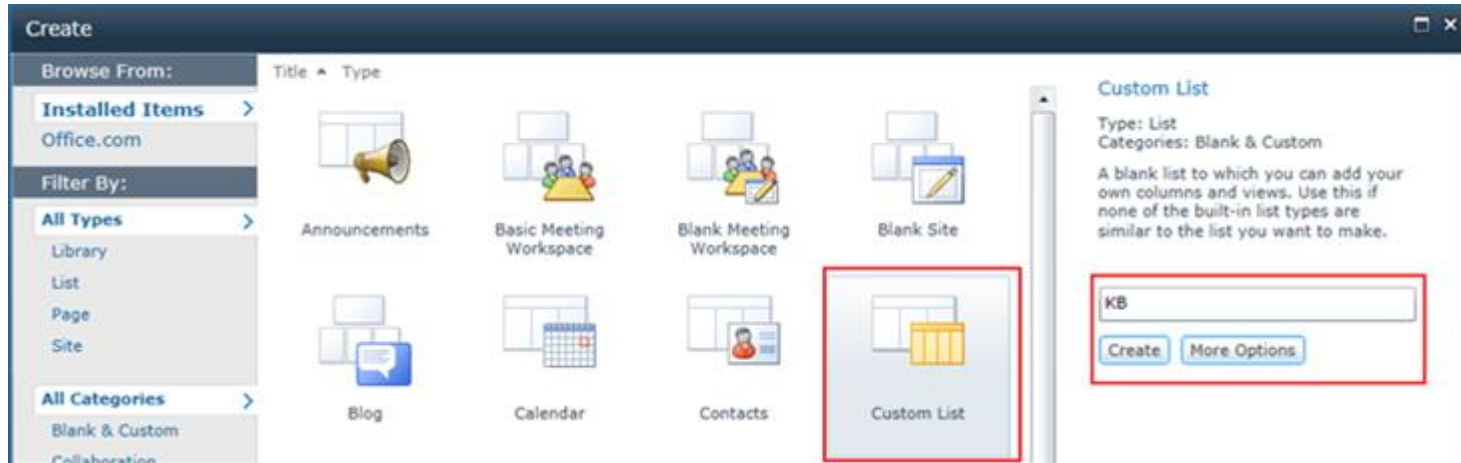 Create
Browse From:
Installed Items
Office.com
Filter By:
All Types
Library
List
Page
Site
All Categories
Blank & Custom
Collaboration
Title Type
Announcements
Basic Meeting
Workspace
Blank Meeting
Workspace
Blank Site
Blog
Calendar
Contacts
Custom List
Custom List
Type: List
Categories: Blank & Custom
A blank list to which you can add your
own columns and views. Use this if
none of the built-in list types are
similar to the list you want to make.
KB
Create More Options